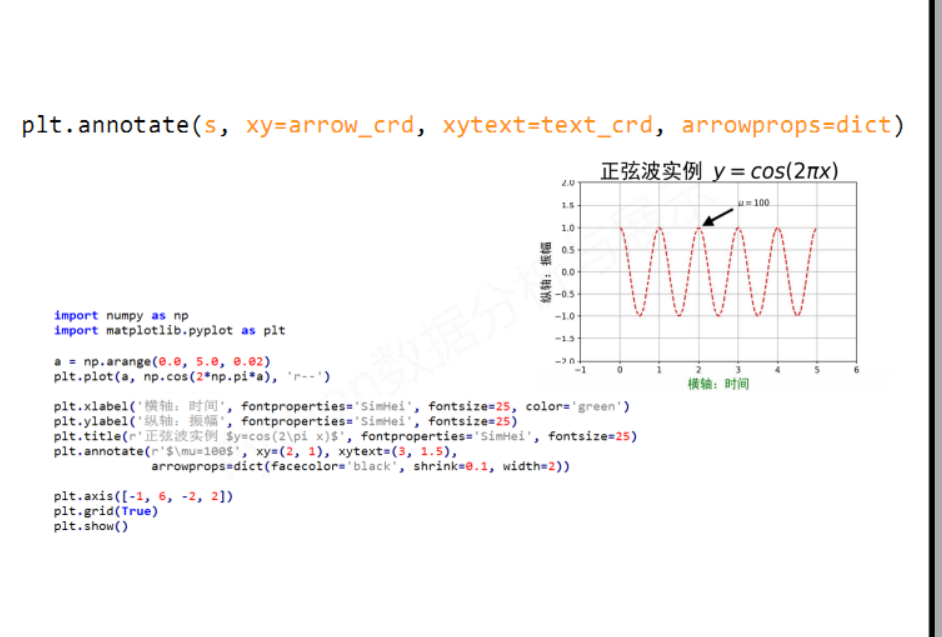 plt.annotate(s, xy=arrow_crd, xytext=text_crd, arrowprops=dict)
正弦波实例 y = cos(2πx)
2.0
1.5
1.0
0.5
0.0
−0.5
−1.0
−1.5
−2.0
纵轴：振幅
μ = 100
−1 0 1 2 3 4 5 6
横轴：时间
import numpy as np
import matplotlib.pyplot as plt
a = np.arange(0.0, 5.0, 0.02)
plt.plot(a, np.cos(2*np.pi*a), 'r--')
plt.xlabel('横轴：时间', fontproperties='SimHei', fontsize=25, color='green')
plt.ylabel('纵轴：振幅', fontproperties='SimHei', fontsize=25)
plt.title(r'正弦波实例 $y=cos(2\pi x)$', fontproperties='SimHei', fontsize=25)
plt.annotate(r'$\mu=100$', xy=(2, 1), xytext=(3, 1.5),
arrowprops=dict(facecolor='black', shrink=0.1, width=2))
plt.axis([-1, 6, -2, 2])
plt.grid(True)
plt.show()